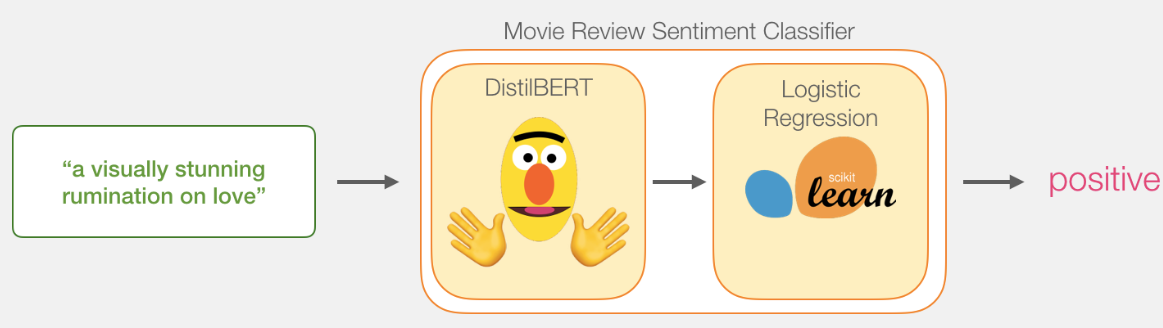 Movie Review Sentiment Classifier
“a visually stunning
rumination on love”
DistilBERT
Logistic
Regression
scikit
learn
positive